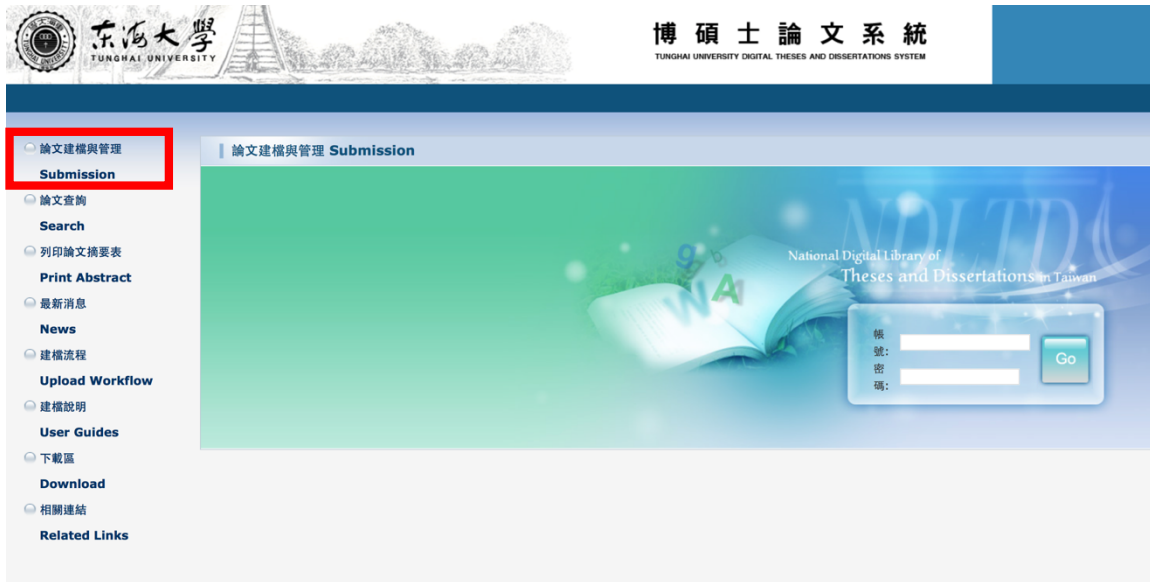 東海大學
TUNGHAI UNIVERSITY
博碩士論文系統
TUNGHAI UNIVERSITY DIGITAL THESES AND DISSERTATIONS SYSTEM
論文建檔與管理
Submission
論文查詢
Search
列印論文摘要表
Print Abstract
最新消息
News
建檔流程
Upload Workflow
建檔說明
User Guides
下載區
Download
相關連結
Related Links
論文建檔與管理 Submission
NDLTD
National Digital Library of
Theses and Dissertations in Taiwan
g
W A
帳
號:
密
碼:
Go